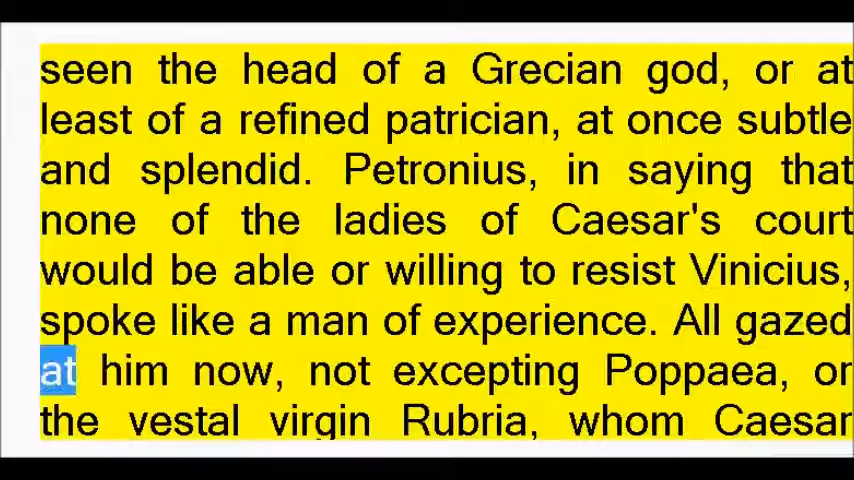 seen the head of a Grecian god, or at
least of a refined patrician, at once subtle
and splendid. Petronius, in saying that
none of the ladies of Caesar's court
would be able or willing to resist Vinicius,
spoke like a man of experience. All gazed
at him now, not excepting Poppaea, or
the vestal virgin Rubria, whom Caesar